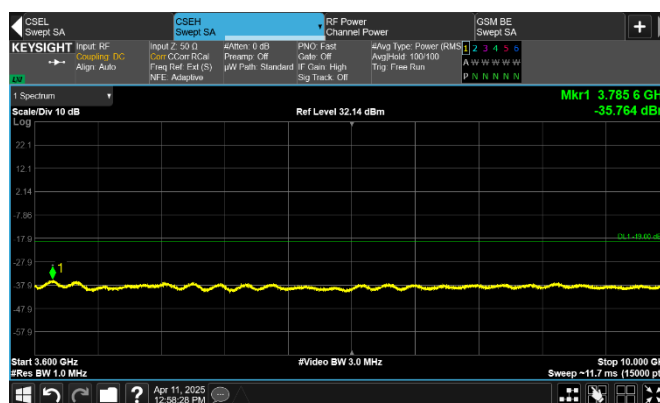 CSEL
Swept SA
CSEH
Swept SA
RF Power
Channel Power
GSM BE
Swept SA
+
KEYSIGHT
Input: RF
Coupling: DC
Align: Auto
Input Z: 50 Ω
Corr CCorr RCal
Freq Ref: Ext (S)
NFE: Adaptive
#Atten: 0 dB
Preamp: Off
µW Path: Standard
PNO: Fast
Gate: Off
IF Gain: High
Sig Track: Off
#Avg Type: Power (RMS)
Avg|Hold: 100/100
Trig: Free Run
1 2 3 4 5 6
A W W W W W
P N N N N N
LXI
1 Spectrum
Mkr1 3.785 6 GH
Scale/Div 10 dB
Ref Level 32.14 dBm
-35.764 dB
Log
22.1
12.1
2.14
-7.86
-17.9
DL1 -19.00 d
-27.9
1
-37.9
-47.9
-57.9
Start 3.600 GHz
#Video BW 3.0 MHz
Stop 10.000 G
#Res BW 1.0 MHz
Sweep ~11.7 ms (15000 pt
?
Apr 11, 2025
12:58:28 PM